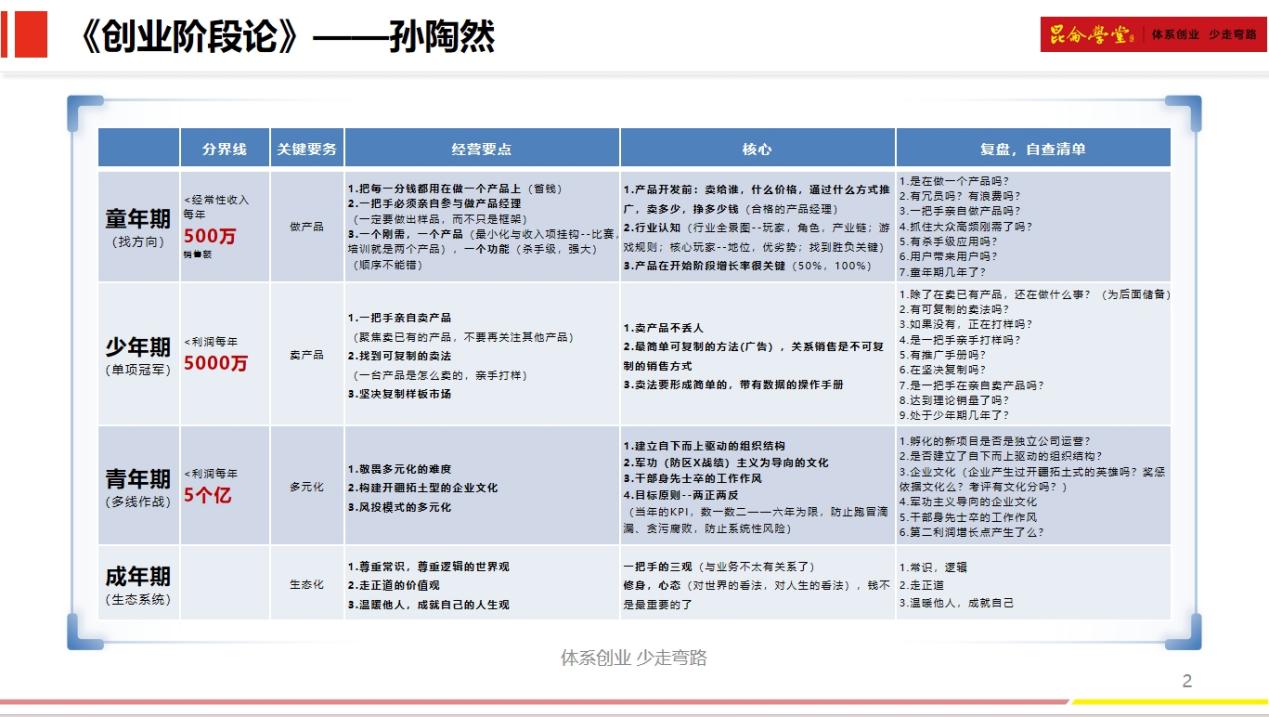 《创业阶段论》——孙陶然
昆仑学堂 体系创业 少走弯路
分界线 关键要务 经营要点 核心 复盘，自查清单
童年期
(找方向)
<经常性收入
每年
500万
销售额
做产品
1.把每一分钱都用在做一个产品上（省钱）
2.一把手必须亲自参与做产品经理
（一定要做出样品，而不只是框架）
3.一个刚需，一个产品（最小化与收入项挂钩--比赛，
培训就是两个产品），一个功能（杀手级，强大）
（顺序不能错）
1.产品开发前：卖给谁，什么价格，通过什么方式推
广，卖多少，挣多少钱（合格的产品经理）
2.行业认知（行业全景图--玩家，角色，产业链；游
戏规则；核心玩家--地位，优劣势；找到胜负关键）
3.产品在开始阶段增长率很关键（50%，100%）
1.是在做一个产品吗？
2.有冗员吗？有浪费吗？
3.一把手亲自做产品吗？
4.抓住大众高频刚需了吗？
5.有杀手级应用吗？
6.用户带来用户吗？
7.童年期几年了？
少年期
(单项冠军)
<利润每年
5000万
卖产品
1.一把手亲自卖产品
（聚焦卖已有的产品，不要再关注其他产品）
2.找到可复制的卖法
（一台产品是怎么卖的，亲手打样）
3.坚决复制样板市场
1.卖产品不丢人
2.最简单可复制的方法(广告），关系销售是不可复
制的销售方式
3.卖法要形成简单的，带有数据的操作手册
1.除了在卖已有产品，还在做什么事？（为后面储备）
2.有可复制的卖法吗？
3.如果没有，正在打样吗？
4.是一把手亲手打样吗？
5.有推广手册吗？
6.在坚决复制吗？
7.是一把手在亲自卖产品吗？
8.达到理论销量了吗？
9.处于少年期几年了？
青年期
(多线作战)
<利润每年
5个亿
多元化
1.敬畏多元化的难度
2.构建开疆拓土型的企业文化
3.风投模式的多元化
1.建立自下而上驱动的组织结构
2.军功（防区X战绩）主义为导向的文化
3.干部身先士卒的工作作风
4.目标原则--两正两反
（当年的KPI，数一数二——六年为限，防止跑冒滴
漏、贪污腐败，防止系统性风险）
1.孵化的新项目是否是独立公司运营？
2.是否建立了自下而上驱动的组织结构？
3.企业文化（企业产生过开疆拓土式的英雄吗？奖惩
依据文化么？考评有文化分吗？）
4.军功主义导向的企业文化
5.干部身先士卒的工作作风
6.第二利润增长点产生了么？
成年期
(生态系统)
生态化
1.尊重常识，尊重逻辑的世界观
2.走正道的价值观
3.温暖他人，成就自己的人生观
一把手的三观（与业务不太有关系了）
修身，心态（对世界的看法，对人生的看法），钱不
是最重要的了
1.常识，逻辑
2.走正道
3.温暖他人，成就自己
体系创业 少走弯路
2